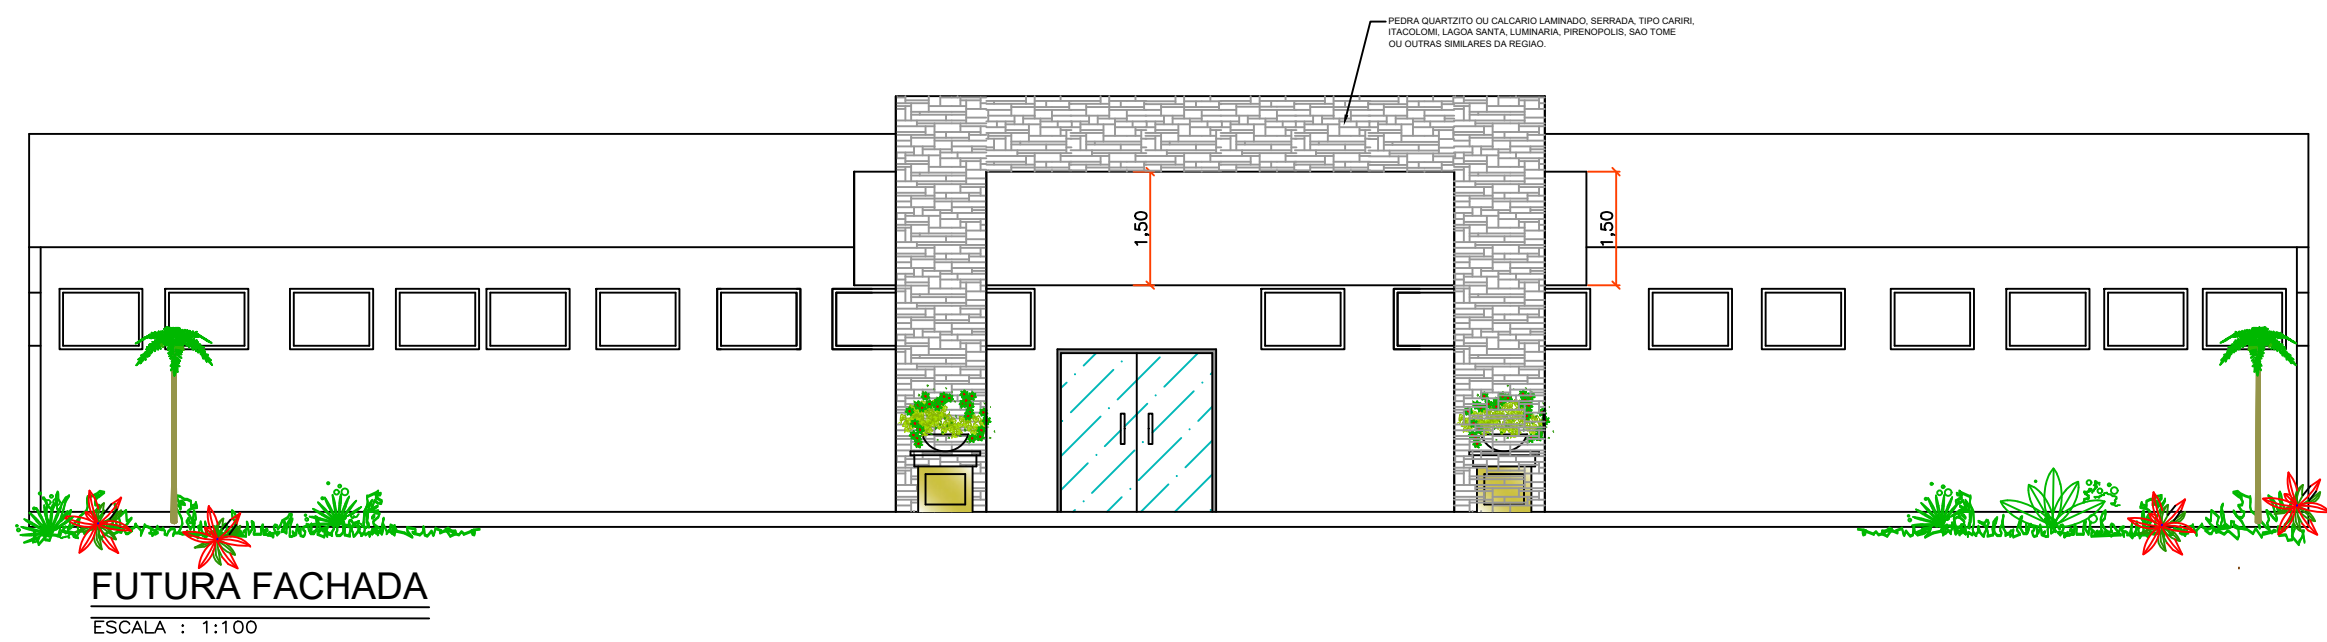 PEDRA QUARTZITO OU CALCARIO LAMINADO, SERRADA, TIPO CARIRI,
ITACOLOMI, LAGOA SANTA, LUMINARIA, PIRENOPOLIS, SAO TOME
OU OUTRAS SIMILARES DA REGIAO.
1,50
1,50
FUTURA FACHADA
ESCALA : 1:100